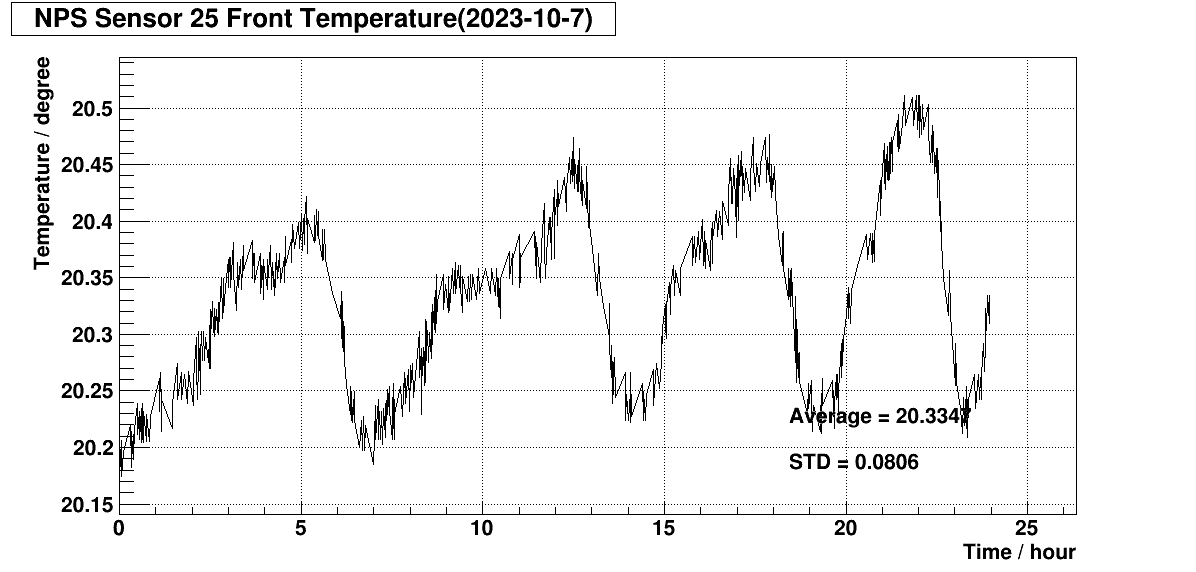 NPS Sensor 25 Front Temperature(2023-10-7)
Temperature / degree
20.5
20.45
20.4
20.35
20.3
20.25
20.2
20.15
Average = 20.3347
STD = 0.0806
0 5 10 15 20 25
Time / hour